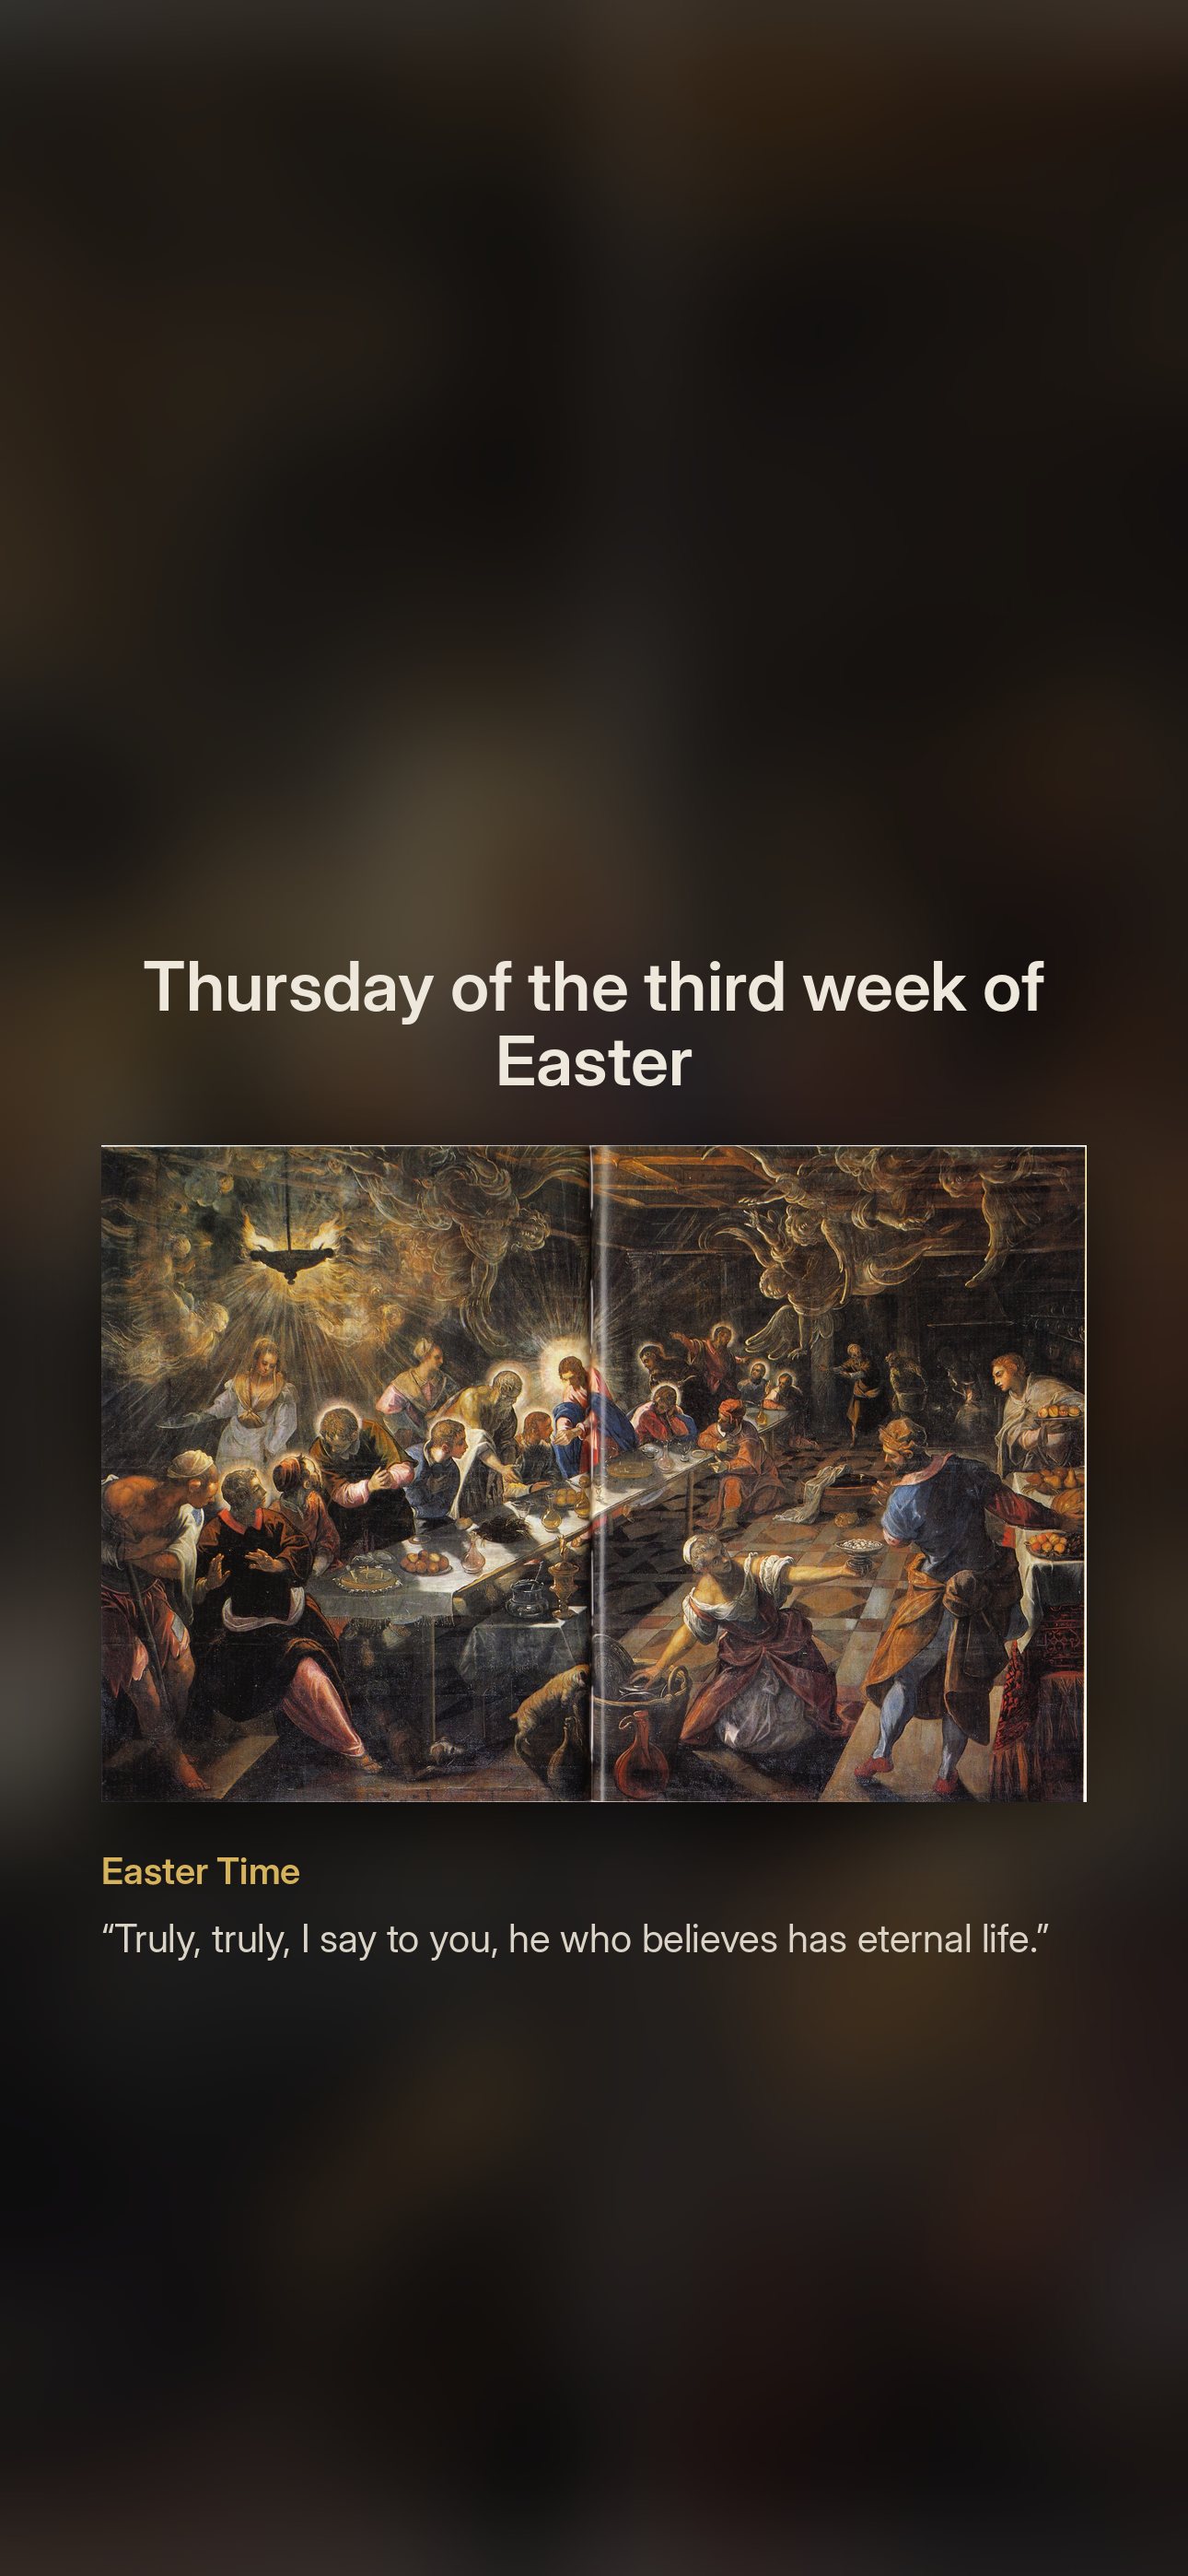 Thursday of the third week of
Easter
Easter Time
“Truly, truly, I say to you, he who believes has eternal life.”